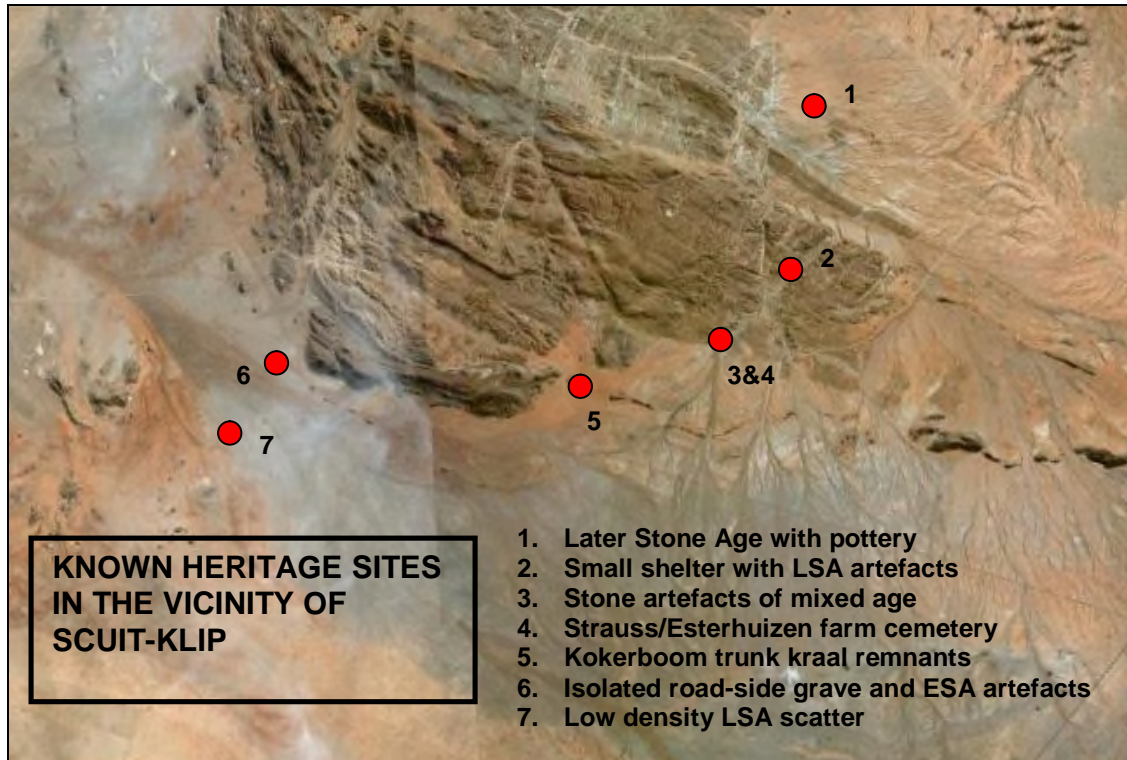 1
2
3&4
5
6
7
KNOWN HERITAGE SITES
IN THE VICINITY OF
SCUIT-KLIP
1. Later Stone Age with pottery
2. Small shelter with LSA artefacts
3. Stone artefacts of mixed age
4. Strauss/Esterhuizen farm cemetery
5. Kokerboom trunk kraal remnants
6. Isolated road-side grave and ESA artefacts
7. Low density LSA scatter